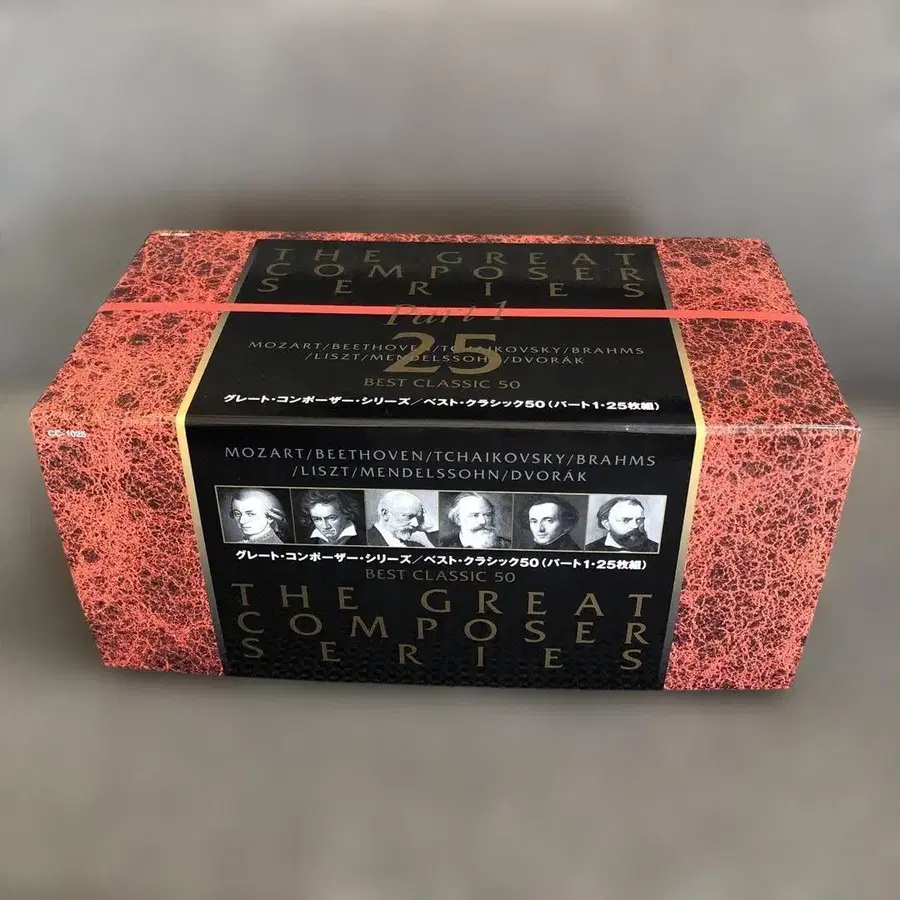 THE GREAT
COMPOSER
SERIES
Part 1
25
MOZART/BEETHOVEN/TCHAIKOVSKY/BRAHMS
/LISZT/MENDELSSOHN/DVORÁK
BEST CLASSIC 50
グレート・コンポーザー・シリーズ/ベスト・クラシック50(パート1・25枚組)
CC-1025
MOZART/BEETHOVEN/TCHAIKOVSKY/BRAHMS
/LISZT/MENDELSSOHN/DVORÁK
グレート・コンポーザー・シリーズ/ベスト・クラシック50(パート1・25枚組)
BEST CLASSIC 50
THE GREAT
COMPOSER
SERIES